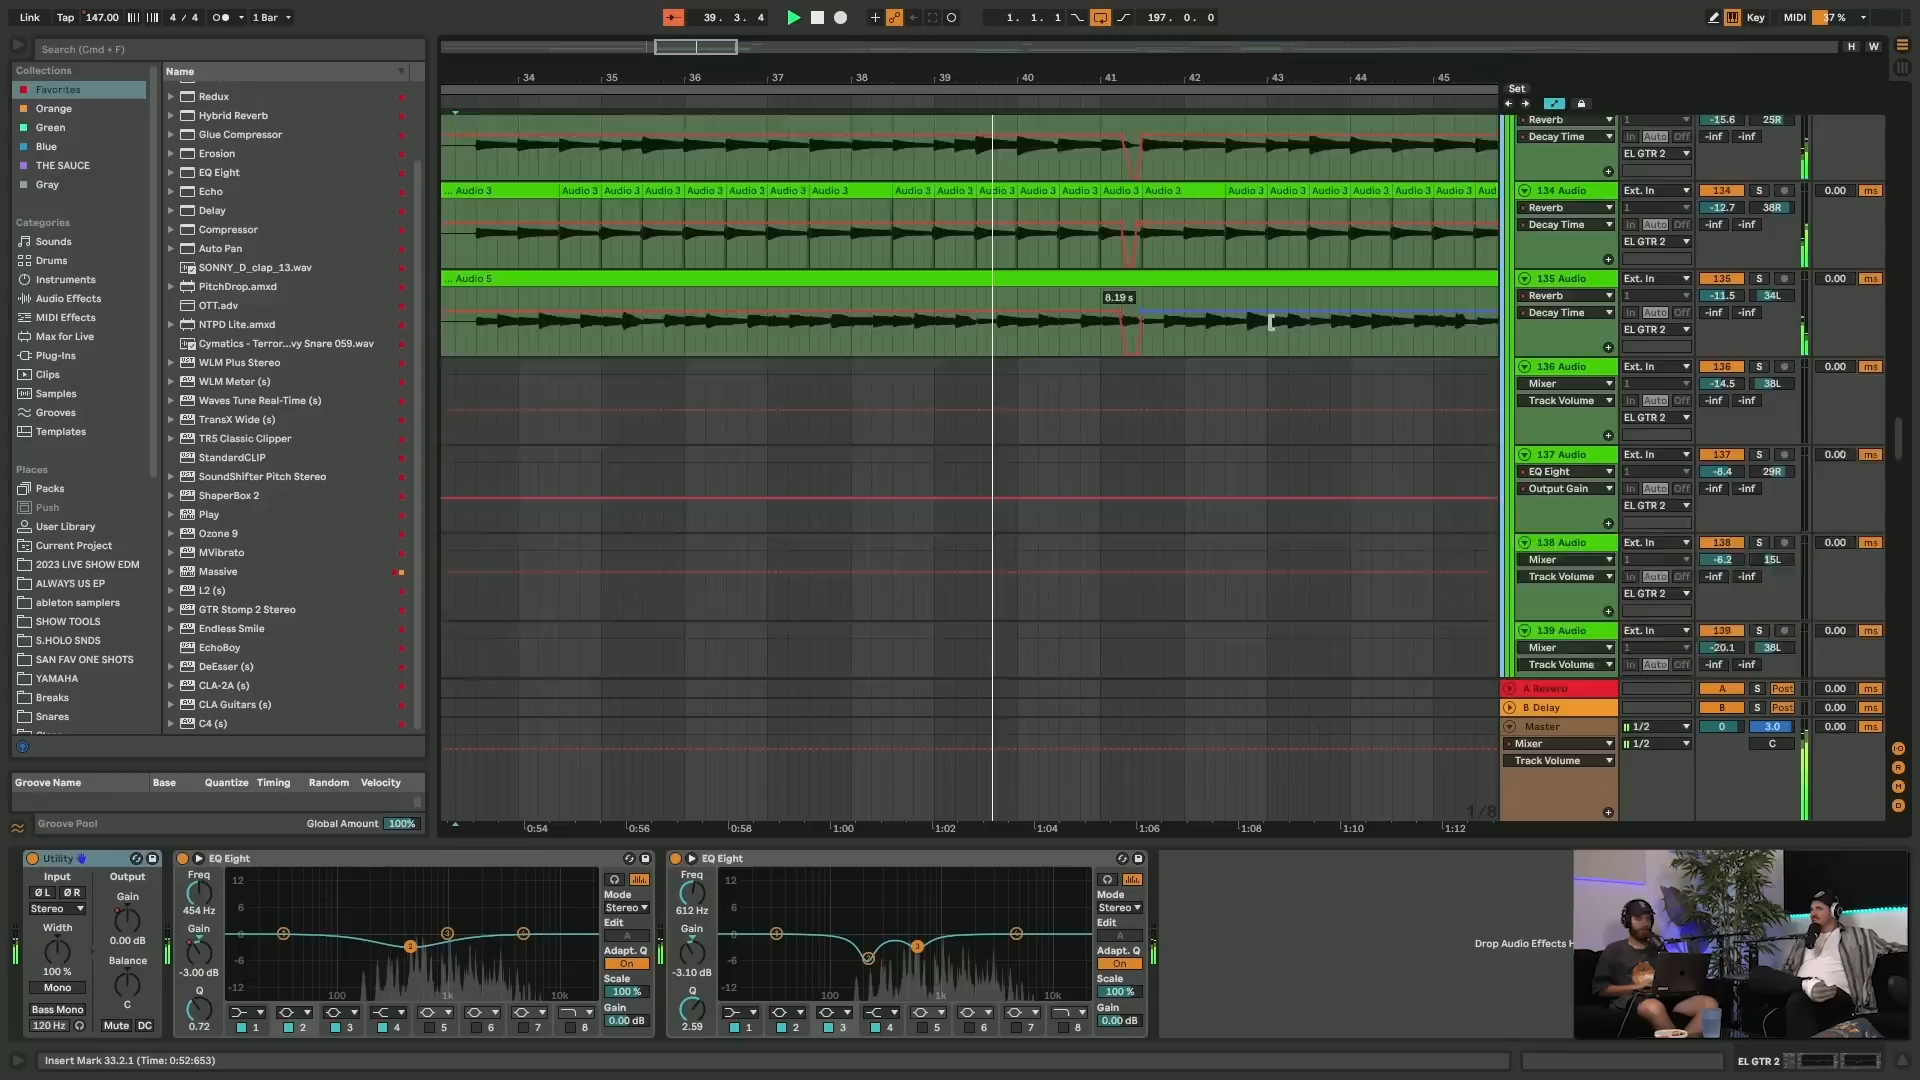 Link Tap 147.00 4 / 4 1 Bar 39. 3. 4 1. 1. 1 197. 0. 0 Key MIDI 37 %
Search (Cmd + F)
H W
Collections
Favorites
Orange
Green
Blue
THE SAUCE
Gray
Categories
Sounds
Drums
Instruments
Audio Effects
MIDI Effects
Max for Live
Plug-Ins
Clips
Samples
Grooves
Templates
Places
Packs
Push
User Library
Current Project
2023 LIVE SHOW EDM
ALWAYS US EP
ableton samplers
SHOW TOOLS
S.HOLO SNDS
SAN FAV ONE SHOTS
YAMAHA
Breaks
Snares
Name
Redux
Hybrid Reverb
Glue Compressor
Erosion
EQ Eight
Echo
Delay
Compressor
Auto Pan
SONNY_D_clap_13.wav
PitchDrop.amxd
OTT.adv
NTPD Lite.amxd
Cymatics - Terror...vy Snare 059.wav
WLM Plus Stereo
WLM Meter (s)
Waves Tune Real-Time (s)
TransX Wide (s)
TR5 Classic Clipper
StandardCLIP
SoundShifter Pitch Stereo
ShaperBox 2
Play
Ozone 9
MVibrato
Massive
L2 (s)
GTR Stomp 2 Stereo
Endless Smile
EchoBoy
DeEsser (s)
CLA-2A (s)
CLA Guitars (s)
C4 (s)
Groove Name Base Quantize Timing Random Velocity
Groove Pool Global Amount 100%
34 35 36 37 38 39 40 41 42 43 44 45
Set
... Audio 3 Audio 3 Audio 3 Audio 3 Audio 3 Audio 3 Audio 3 Audio 3 Audio 3 Audio 3 Audio 3 Audio 3 Audio 3 Audio 3 Audio 3 Audio 3 Audio 3 Audio 3 Audio 3 Audio 3 Aud
... Audio 5
8.19 s
1/8
0:54 0:56 0:58 1:00 1:02 1:04 1:06 1:08 1:10 1:12
Reverb 1 -15.6 25R
Decay Time In Auto Off -inf -inf
EL GTR 2
134 Audio Ext. In 134 S 0.00 ms
Reverb 1 -12.7 38R
Decay Time In Auto Off -inf -inf
EL GTR 2
135 Audio Ext. In 135 S 0.00 ms
Reverb 1 -11.5 34L
Decay Time In Auto Off -inf -inf
EL GTR 2
136 Audio Ext. In 136 S 0.00 ms
Mixer 1 -14.5 38L
Track Volume In Auto Off -inf -inf
EL GTR 2
137 Audio Ext. In 137 S 0.00 ms
EQ Eight 1 -8.4 29R
Output Gain In Auto Off -inf -inf
EL GTR 2
138 Audio Ext. In 138 S 0.00 ms
Mixer 1 -6.2 15L
Track Volume In Auto Off -inf -inf
EL GTR 2
139 Audio Ext. In 139 S 0.00 ms
Mixer 1 -20.1 38L
Track Volume In Auto Off -inf -inf
A Reverb A S Post 0.00 ms
B Delay B S Post 0.00 ms
Master 1/2 0 3.0 0.00 ms
Mixer 1/2 C
Track Volume
Utility
Input Output
Ø L Ø R Gain
Stereo
Width 0.00 dB
Balance
100 %
Mono C
Bass Mono
120 Hz Mute DC
EQ Eight
Freq
454 Hz
Gain
-3.00 dB
Q
0.72
12
6
0
-6
-12
100 1k 10k
1 2 3 4 5 6 7 8
Mode
Stereo
Edit
A
Adapt. Q
On
Scale
100 %
Gain
0.00 dB
EQ Eight
Freq
612 Hz
Gain
-3.10 dB
Q
2.59
12
6
0
-6
-12
100 1k 10k
1 2 3 4 5 6 7 8
Mode
Stereo
Edit
A
Adapt. Q
On
Scale
100 %
Gain
0.00 dB
Drop Audio Effects H
Insert Mark 33.2.1 (Time: 0:52:653)
EL GTR 2